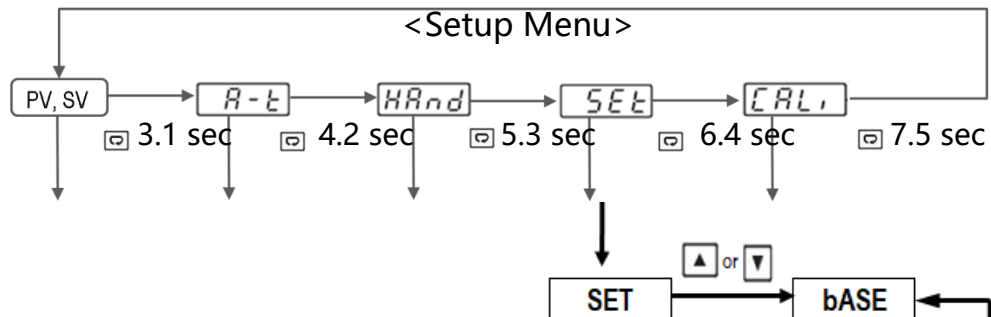 <Setup Menu>
PV, SV A-t HAnd SEt CALi
3.1 sec 4.2 sec 5.3 sec 6.4 sec 7.5 sec
▲ or ▼
SET bASE